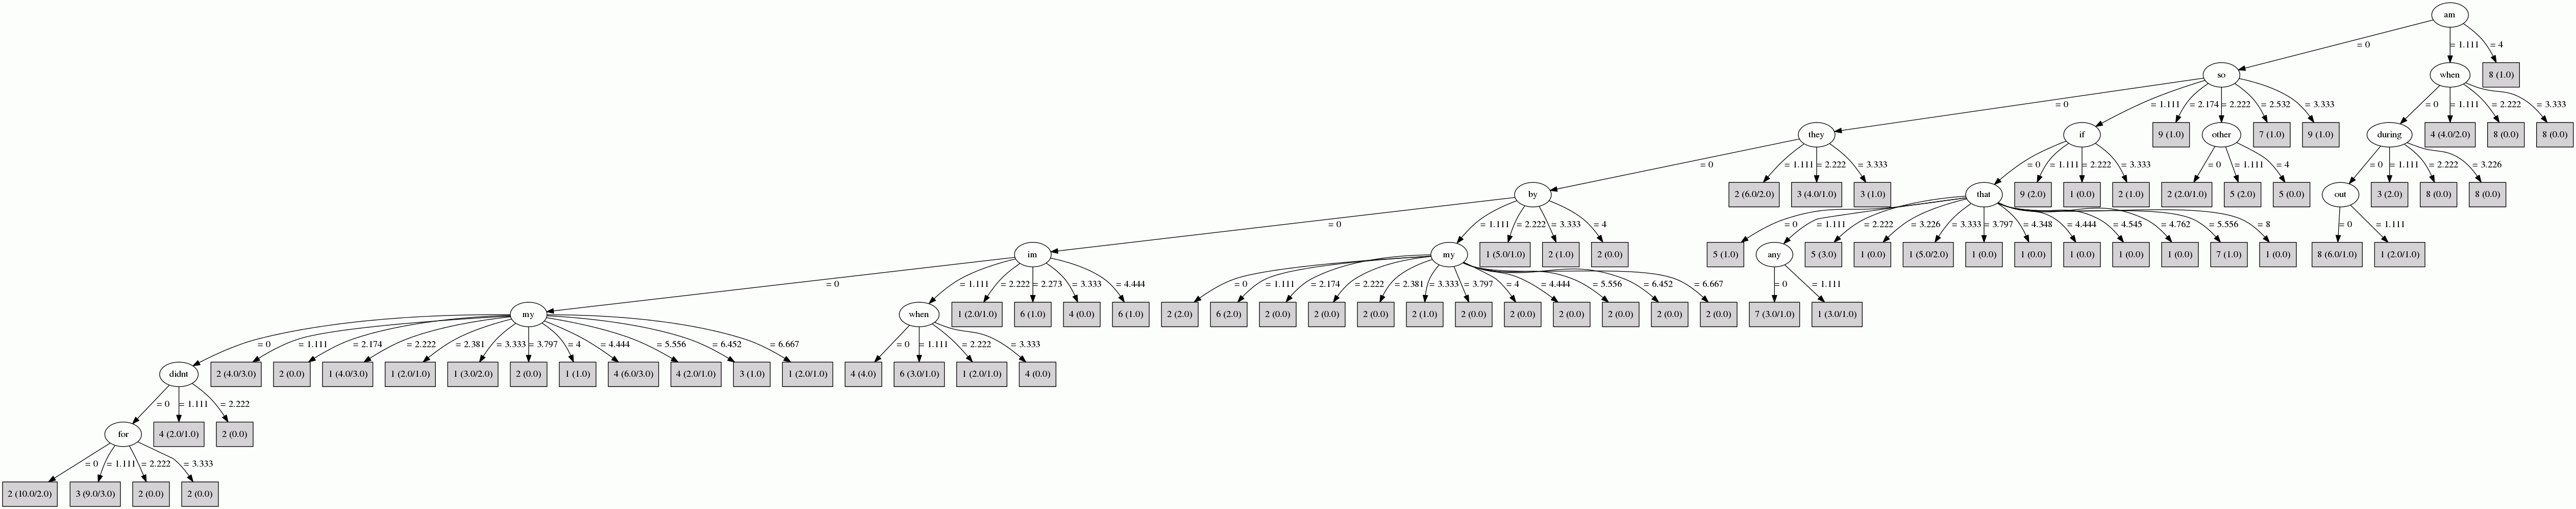 am
= 0 = 1.111 = 4
so when 8 (1.0)
= 0 = 1.111 = 2.174 = 2.222 = 2.532 = 3.333 = 0 = 1.111 = 2.222 = 3.333
they if 9 (1.0) other 7 (1.0) 9 (1.0) during 4 (4.0/2.0) 8 (0.0) 8 (0.0)
= 0 = 1.111 = 2.222 = 3.333 = 0 = 1.111 = 2.222 = 3.333 = 0 = 1.111 = 4 = 0 = 1.111 = 2.222 = 3.226
by 2 (6.0/2.0) 3 (4.0/1.0) 3 (1.0) that 9 (2.0) 1 (0.0) 2 (1.0) 2 (2.0/1.0) 5 (2.0) 5 (0.0) out 3 (2.0) 8 (0.0) 8 (0.0)
= 0 = 1.111 = 2.222 = 3.333 = 4 = 0 = 1.111 = 2.222 = 3.226 = 3.333 = 3.797 = 4.348 = 4.444 = 4.545 = 4.762 = 5.556 = 8 = 0 = 1.111
im my 1 (5.0/1.0) 2 (1.0) 2 (0.0) 5 (1.0) any 5 (3.0) 1 (0.0) 1 (5.0/2.0) 1 (0.0) 1 (0.0) 1 (0.0) 1 (0.0) 1 (0.0) 7 (1.0) 1 (0.0) 8 (6.0/1.0) 1 (2.0/1.0)
= 0 = 1.111 = 2.222 = 2.273 = 3.333 = 4.444 = 0 = 1.111 = 2.174 = 2.222 = 2.381 = 3.333 = 3.797 = 4 = 4.444 = 5.556 = 6.452 = 6.667 = 0 = 1.111
my when 1 (2.0/1.0) 6 (1.0) 4 (0.0) 6 (1.0) 2 (2.0) 6 (2.0) 2 (0.0) 2 (0.0) 2 (0.0) 2 (1.0) 2 (0.0) 2 (0.0) 2 (0.0) 2 (0.0) 2 (0.0) 2 (0.0) 7 (3.0/1.0) 1 (3.0/1.0)
= 0 = 1.111 = 2.174 = 2.222 = 2.381 = 3.333 = 3.797 = 4 = 4.444 = 5.556 = 6.452 = 6.667 = 0 = 1.111 = 2.222 = 3.333
didnt 2 (4.0/3.0) 2 (0.0) 1 (4.0/3.0) 1 (2.0/1.0) 1 (3.0/2.0) 2 (0.0) 1 (1.0) 4 (6.0/3.0) 4 (2.0/1.0) 3 (1.0) 1 (2.0/1.0) 4 (4.0) 6 (3.0/1.0) 1 (2.0/1.0) 4 (0.0)
= 0 = 1.111 = 2.222
for 4 (2.0/1.0) 2 (0.0)
= 0 = 1.111 = 2.222 = 3.333
2 (10.0/2.0) 3 (9.0/3.0) 2 (0.0) 2 (0.0)